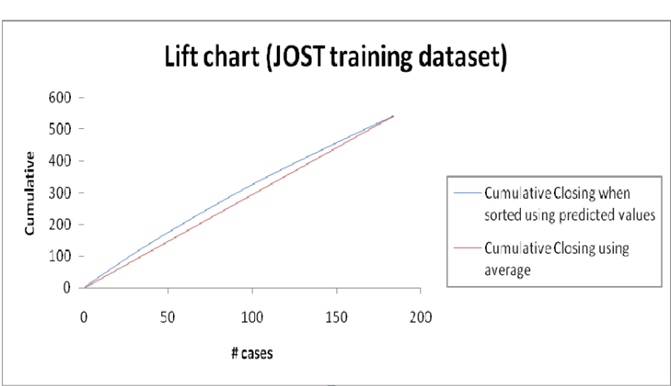 Lift chart (JOST training dataset)
600
500
400
300
200
100
0
Cumulative
0 50 100 150 200
# cases
Cumulative Closing when
sorted using predicted values
Cumulative Closing using
average